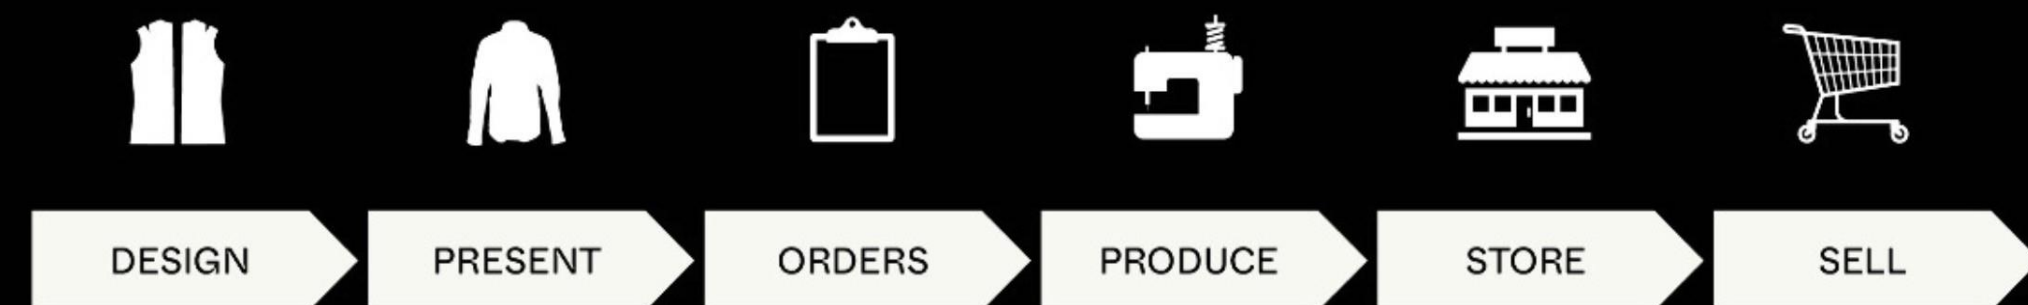 DESIGN
PRESENT
ORDERS
PRODUCE
STORE
SELL